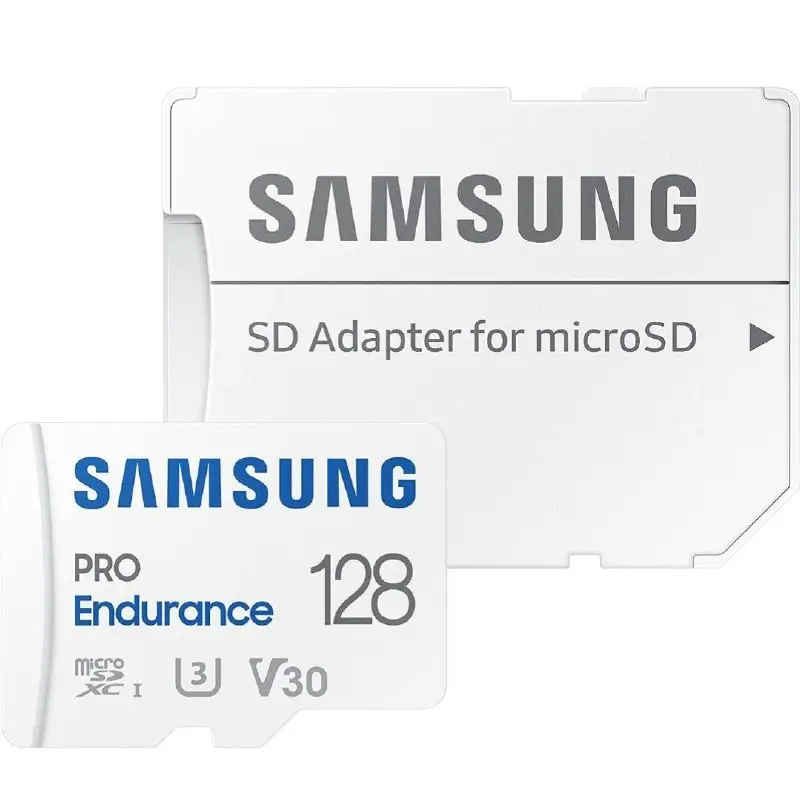 SAMSUNG
SD Adapter for microSD
SAMSUNG
PRO
Endurance
128
micro
SD
XC I
U3
V30